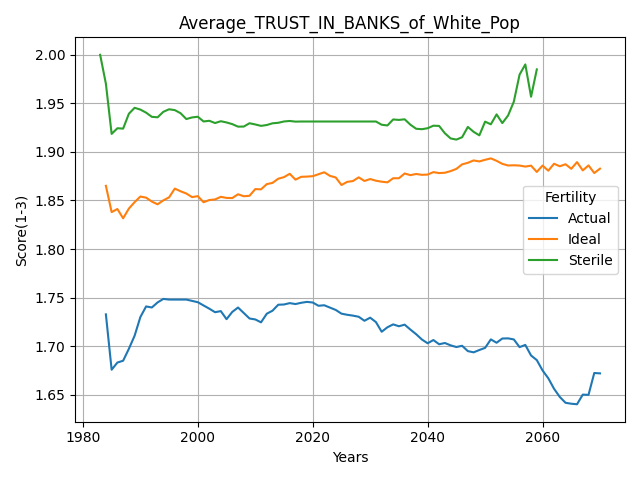 Average_TRUST_IN_BANKS_of_White_Pop
2.00
1.95
1.90
1.85
1.80
1.75
1.70
1.65
Score(1-3)
Fertility
Actual
Ideal
Sterile
1980
2000
2020
2040
2060
Years